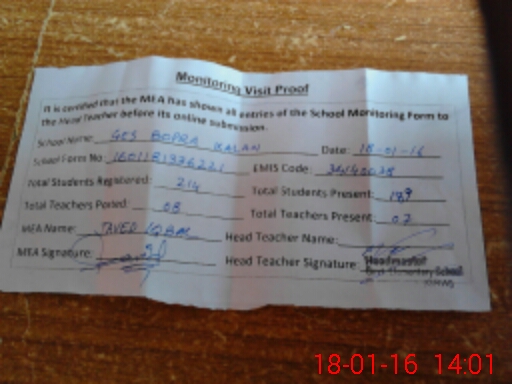 Monitoring Visit Proof
It is certified that the MEA has shown all entries of the School Monitoring Form to
the Head Teacher before its online submission.
School Name: GES BOPRA KALAN Date: 18-01-16
School Form No EMIS Code:
Total Students Registered: 214 Total Students Present: 189
Total Teachers Posted: 08 Total Teachers Present: 07
MEA Name: JAVED IQBAL Head Teacher Name:
MEA Signature: Head Teacher Signature:
Headmaster
Govt. Elementary School
18-01-16 14:01